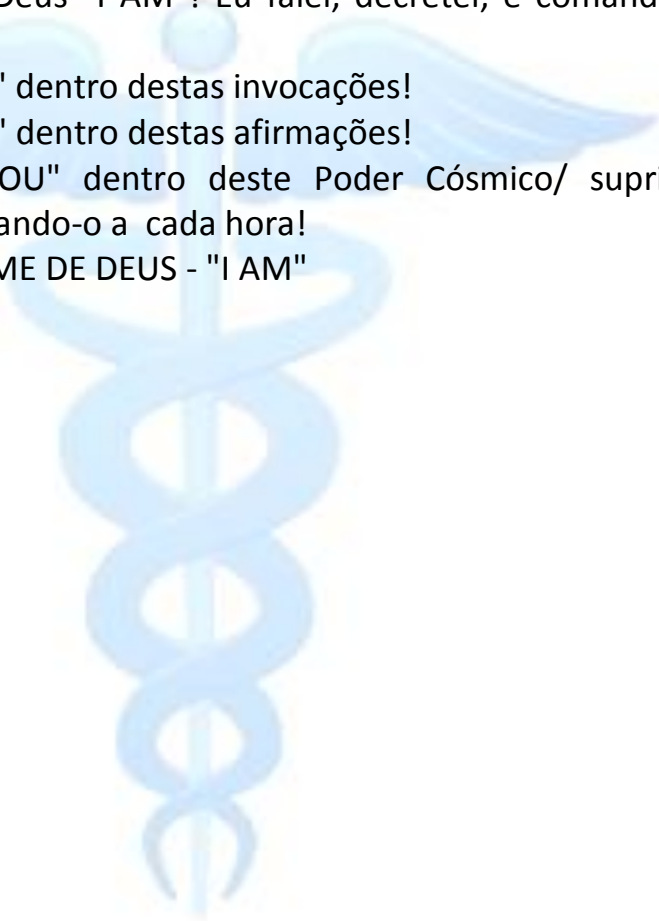 Deus "I AM"! Eu falei, decretei, e comand
" dentro destas invocações!
" dentro destas afirmações!
OU" dentro deste Poder Cósmico/ supri
ando-o a cada hora!
ME DE DEUS - "I AM"